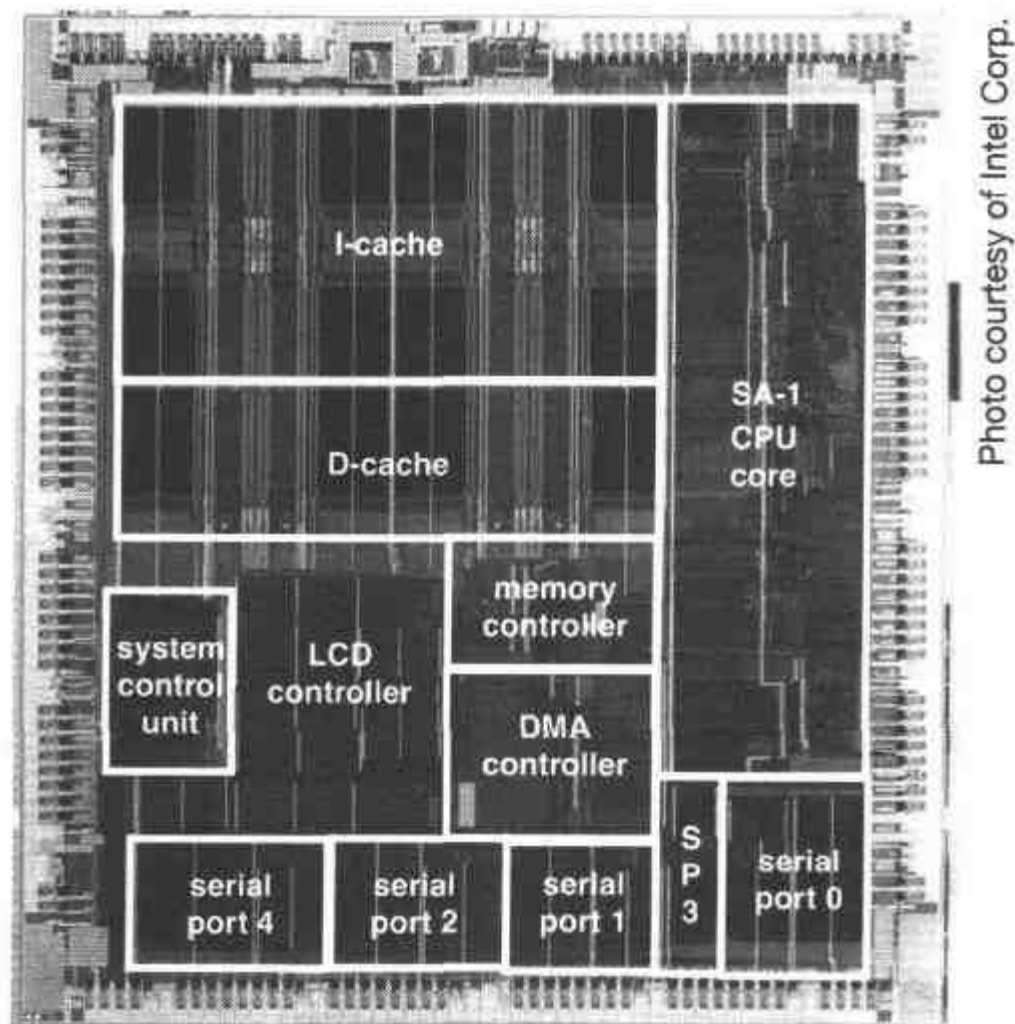 I-cache
D-cache
SA-1
CPU
core
memory
controller
system
control
unit
LCD
controller
DMA
controller
serial
port 4
serial
port 2
serial
port 1
S
P
3
serial
port 0
Photo courtesy of Intel Corp.